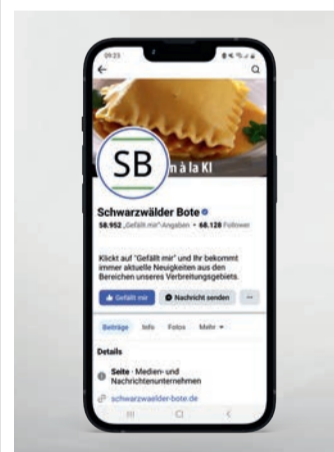 09:23
SB
n à la KI
Schwarzwälder Bote
58.952 „Gefällt mir“-Angaben • 68.128 Follower
Klickt auf "Gefällt mir" und Ihr bekommt
immer aktuelle Neuigkeiten aus den
Bereichen unseres Verbreitungsgebiets.
Gefällt mir Nachricht senden
Beiträge Info Fotos Mehr
Details
Seite · Medien- und
Nachrichtenunternehmen
schwarzwaelder-bote.de